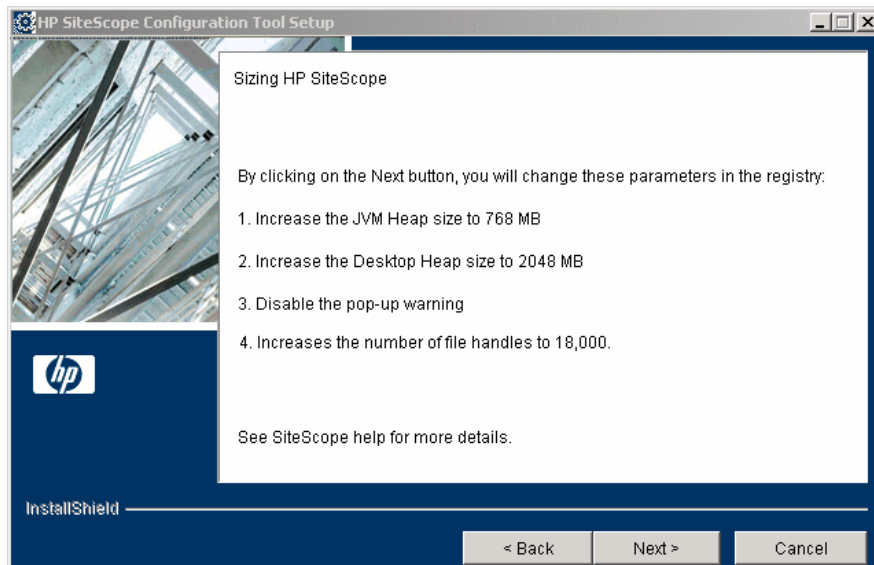 HP SiteScope Configuration Tool Setup
Sizing HP SiteScope
By clicking on the Next button, you will change these parameters in the registry:
1. Increase the JVM Heap size to 768 MB
2. Increase the Desktop Heap size to 2048 MB
3. Disable the pop-up warning
4. Increases the number of file handles to 18,000.
hp
See SiteScope help for more details.
InstallShield
< Back
Next >
Cancel